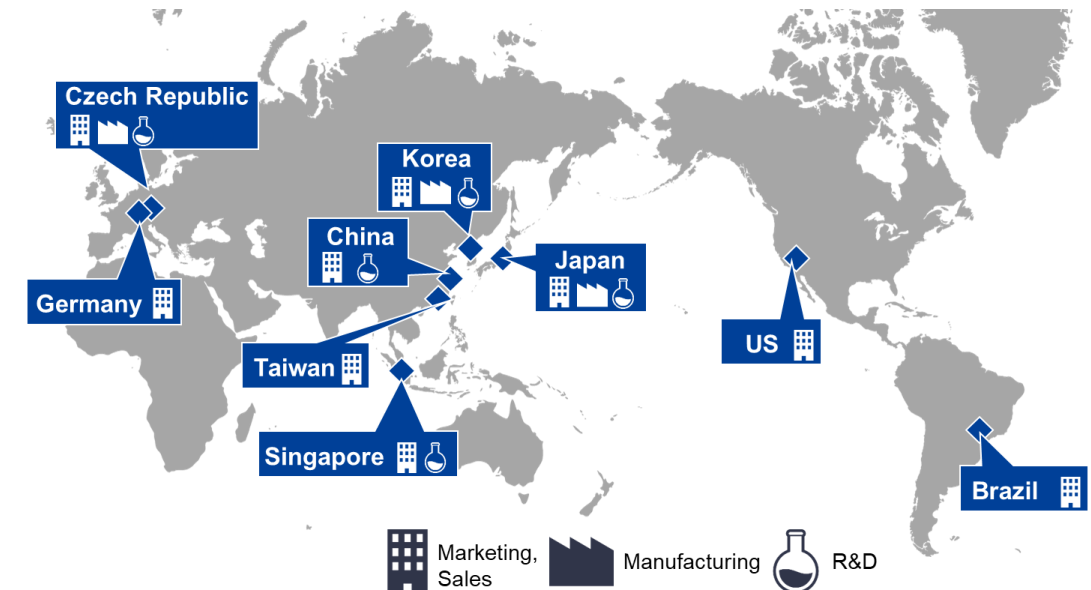 Czech Republic
Korea
China
Japan
Germany
US
Taiwan
Singapore
Brazil
Marketing,
Sales
Manufacturing
R&D